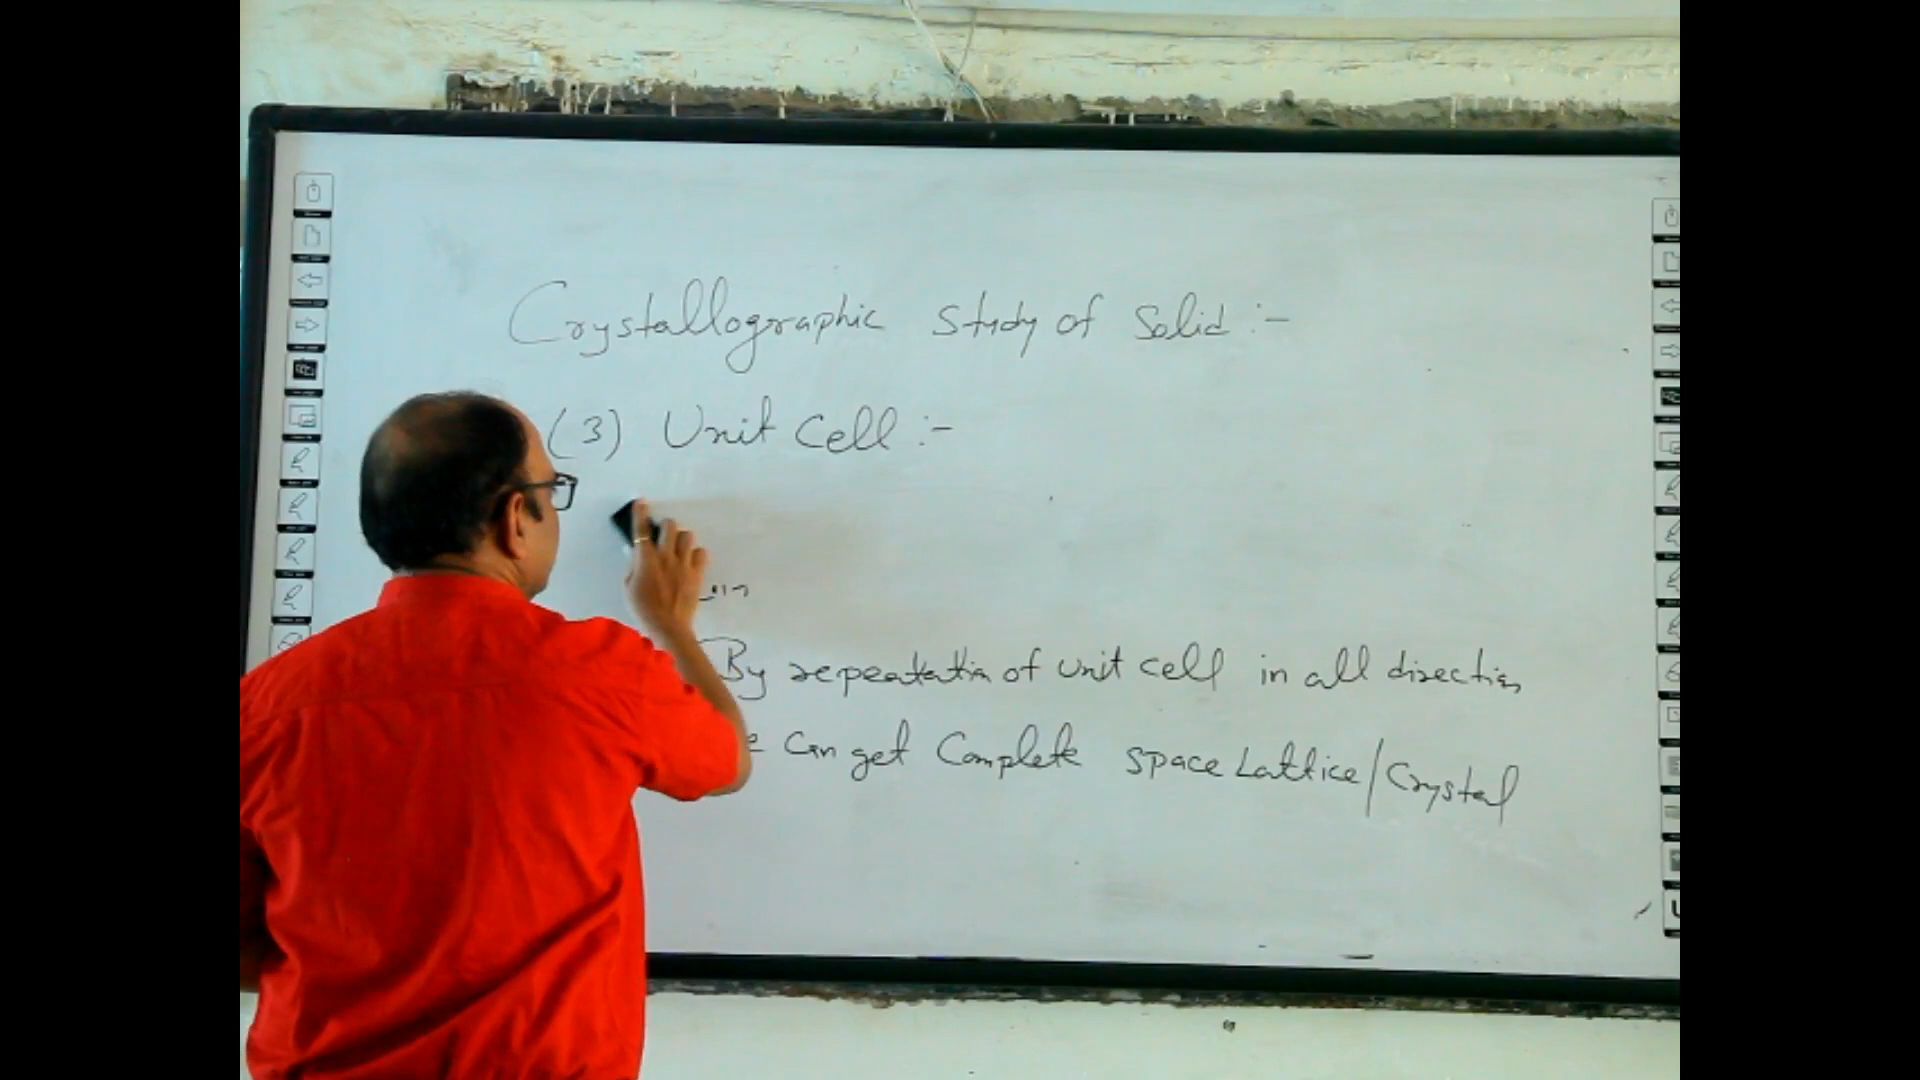 Crystallographic Study of Solid :-
(3) Unit Cell :-
By repeatation of unit cell in all direction
can get Complete space Lattice/Crystal